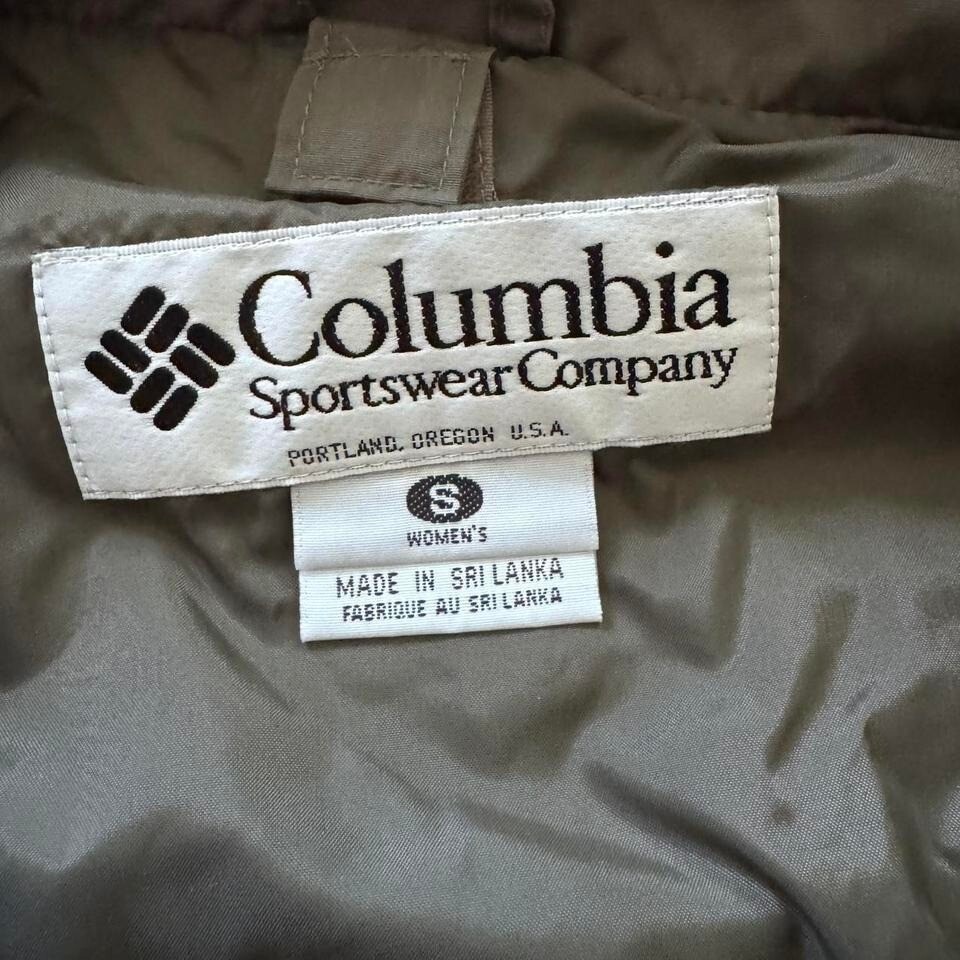 Columbia
Sportswear Company
PORTLAND, OREGON U.S.A.
S
WOMEN'S
MADE IN SRI LANKA
FABRIQUE AU SRI LANKA